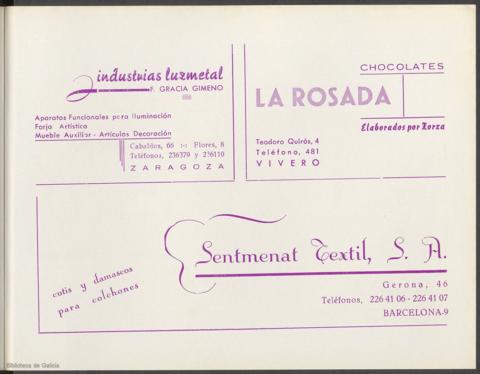 industrias luzmetal
F. GRACIA GIMENO
Aparatos Funcionales para Iluminación
Forja Artística
Mueble Auxiliar - Artículos Decoración
Cabaldós, 66 :-: Flores, 8
Teléfonos, 236379 y 236110
ZARAGOZA
CHOCOLATES
LA ROSADA
Elaborados por Zorza
Teodoro Quirós, 4
Teléfono, 481
VIVERO
Sentmenat Textil, S. A.
cotis y damascos
para colchones
Gerona, 46
Teléfonos, 226 41 06 - 226 41 07
BARCELONA-9
Biblioteca de Galicia